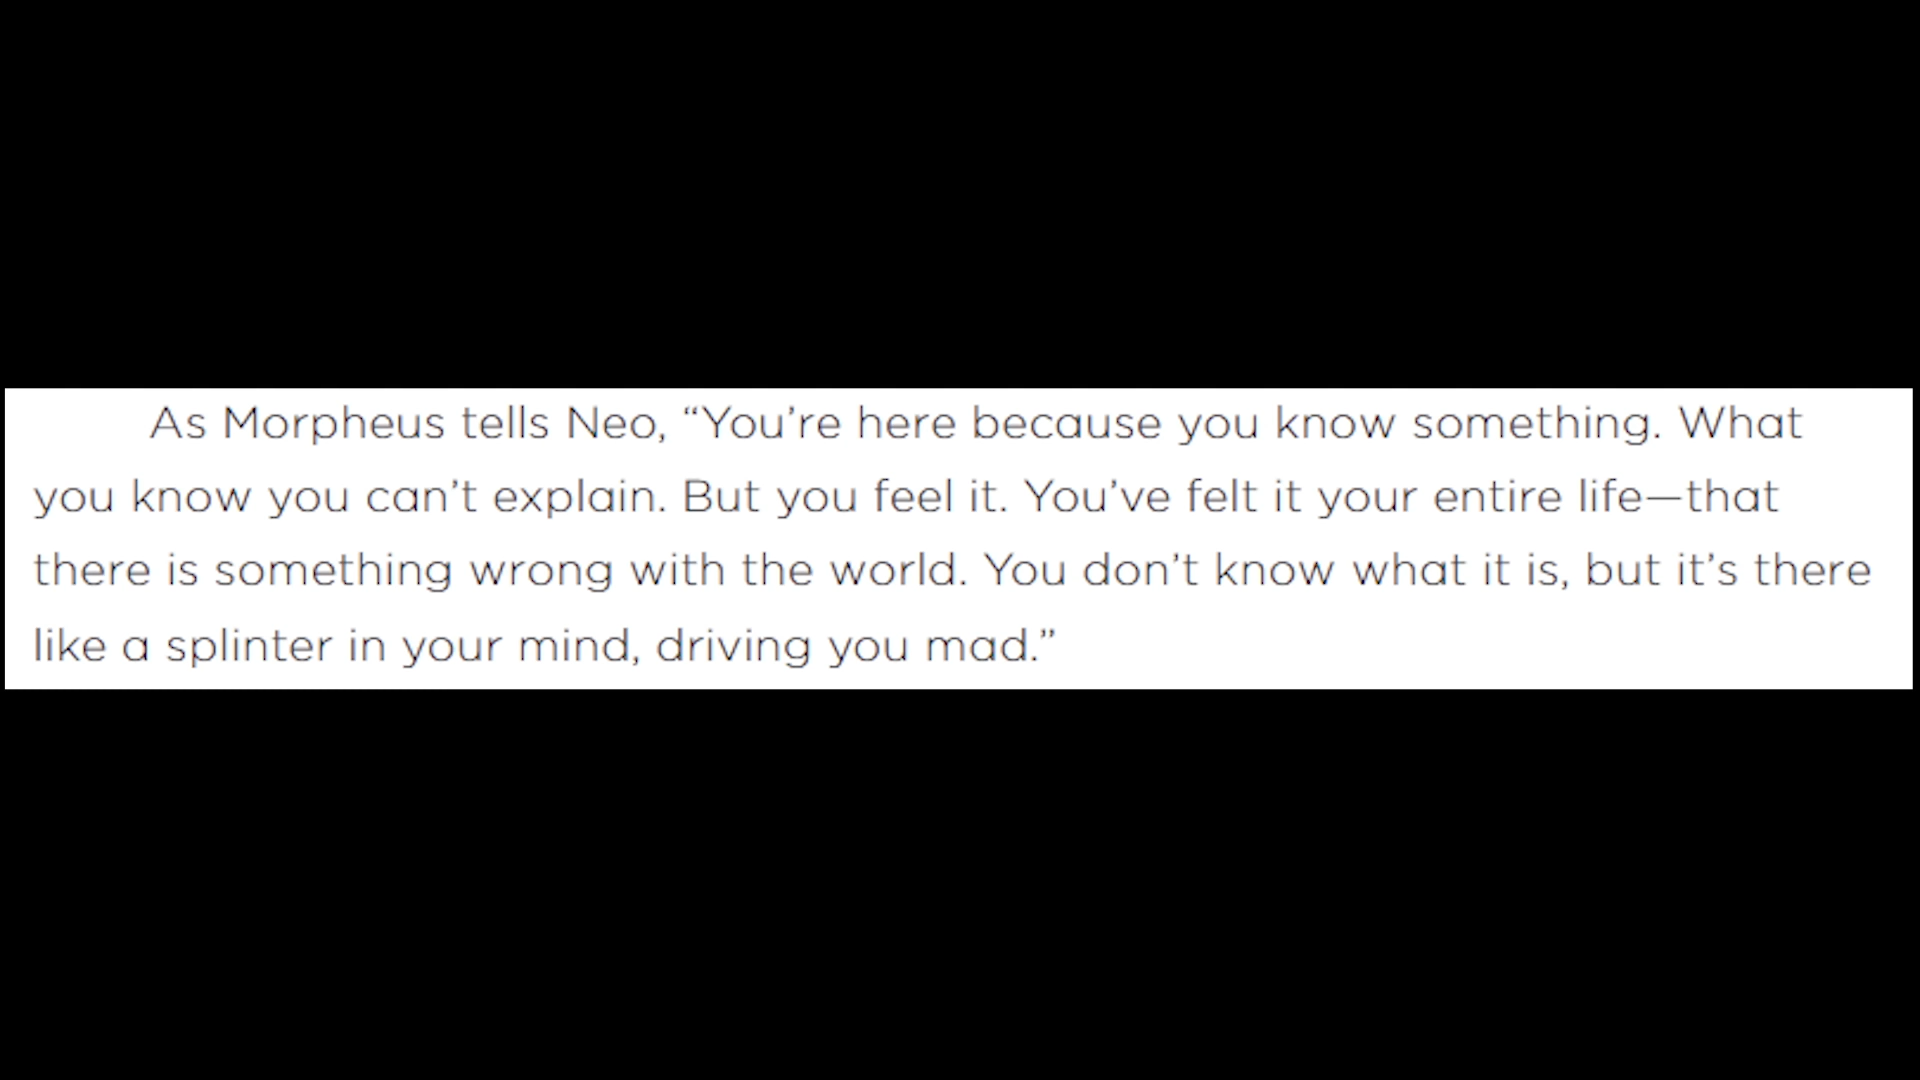 As Morpheus tells Neo, “You’re here because you know something. What
you know you can’t explain. But you feel it. You’ve felt it your entire life—that
there is something wrong with the world. You don’t know what it is, but it’s there
like a splinter in your mind, driving you mad.”